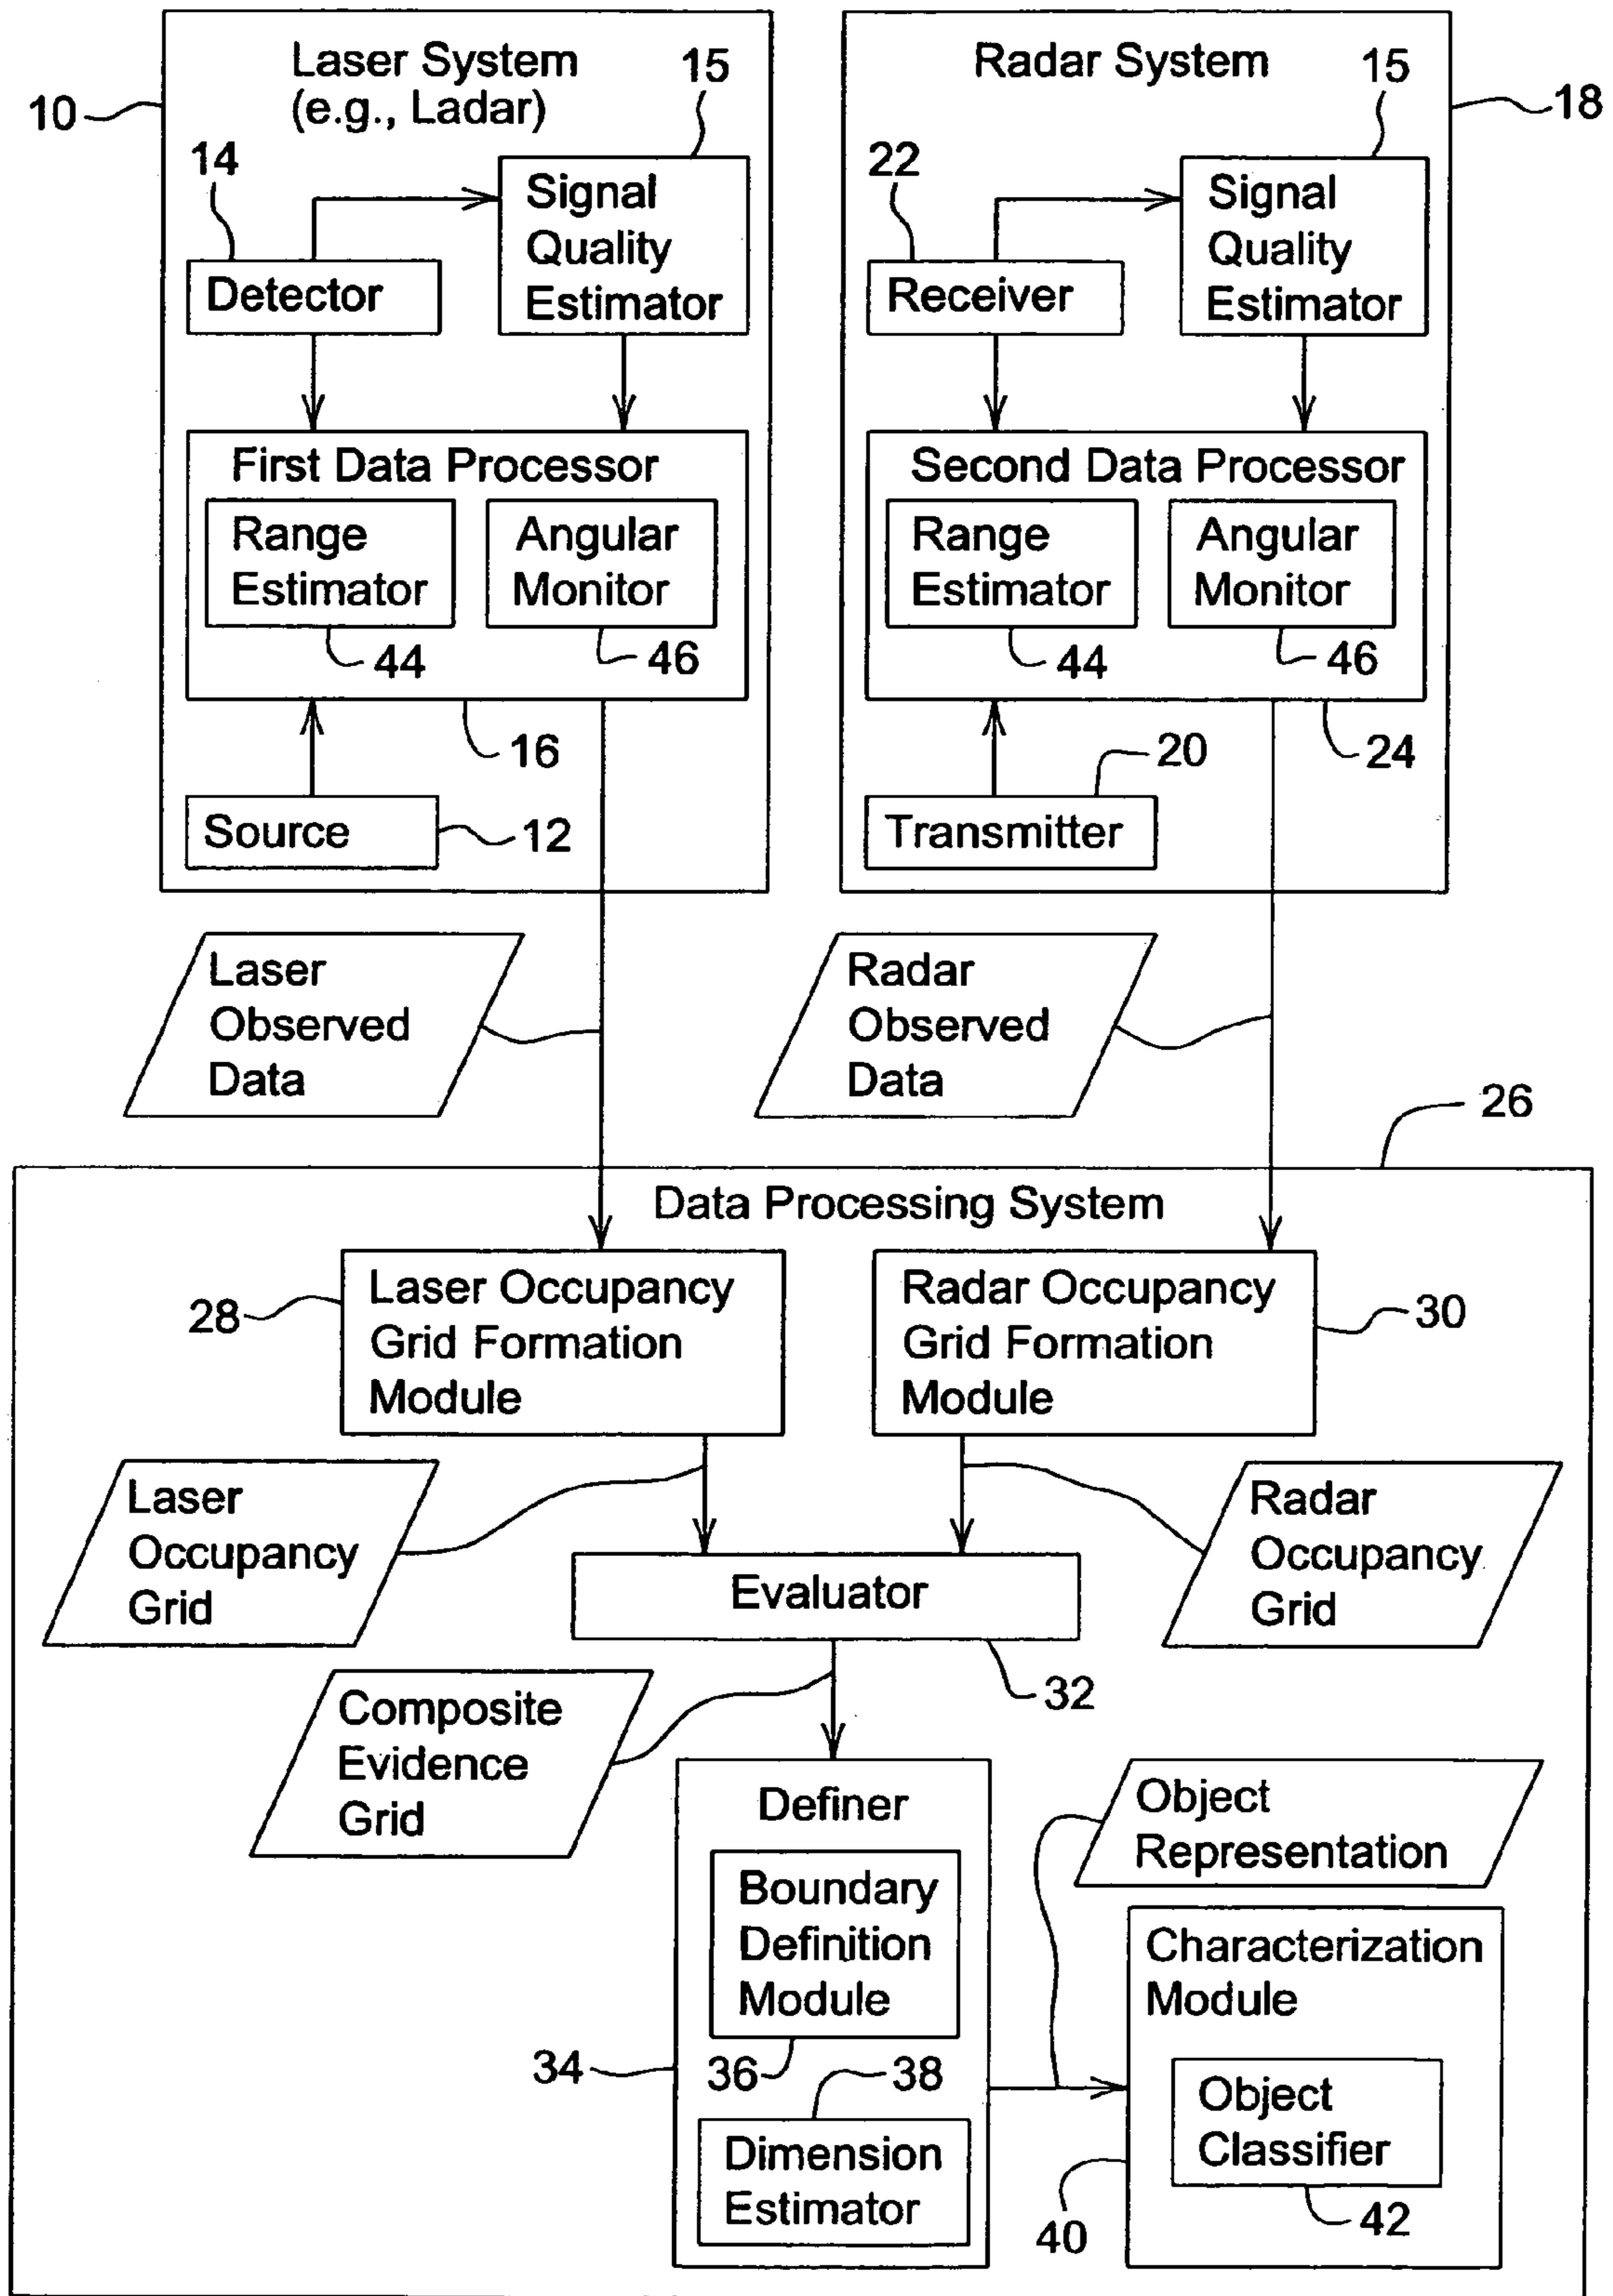 Laser System
(e.g., Ladar)
10
15
14
Signal
Quality
Estimator
Detector
First Data Processor
Range
Estimator
Angular
Monitor
44
46
16
Source
12
Radar System
15
18
22
Signal
Quality
Estimator
Receiver
Second Data Processor
Range
Estimator
Angular
Monitor
44
46
20
24
Transmitter
Laser
Observed
Data
Radar
Observed
Data
26
Data Processing System
28
Laser Occupancy
Grid Formation
Module
Radar Occupancy
Grid Formation
Module
30
Laser
Occupancy
Grid
Radar
Occupancy
Grid
Evaluator
32
Composite
Evidence
Grid
Definer
Boundary
Definition
Module
34
36
38
Dimension
Estimator
Object
Representation
Characterization
Module
Object
Classifier
40
42